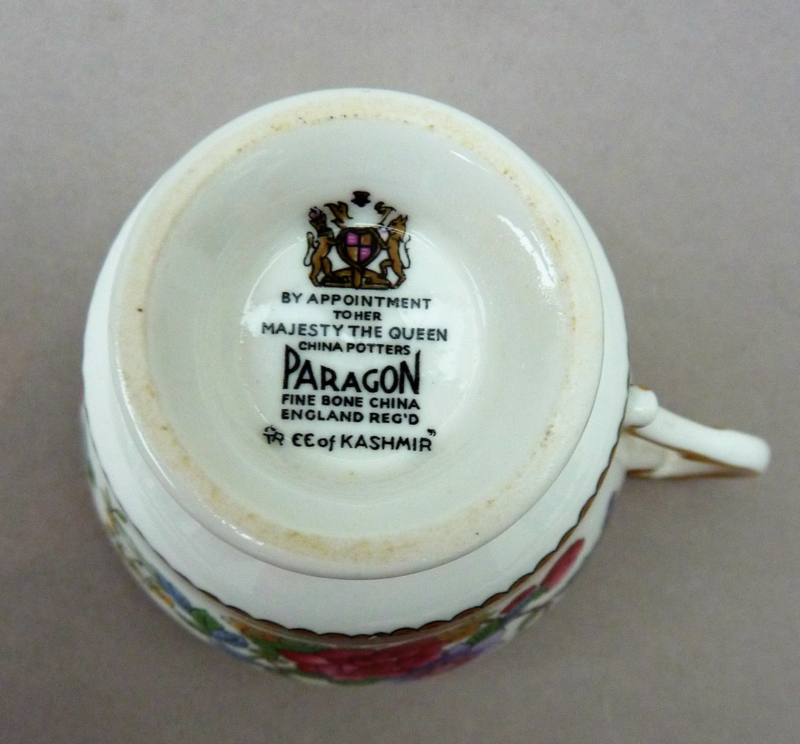 BY APPOINTMENT
TO HER
MAJESTY THE QUEEN
CHINA POTTERS
PARAGON
FINE BONE CHINA
ENGLAND REG'D
TREE of KASHMIR"